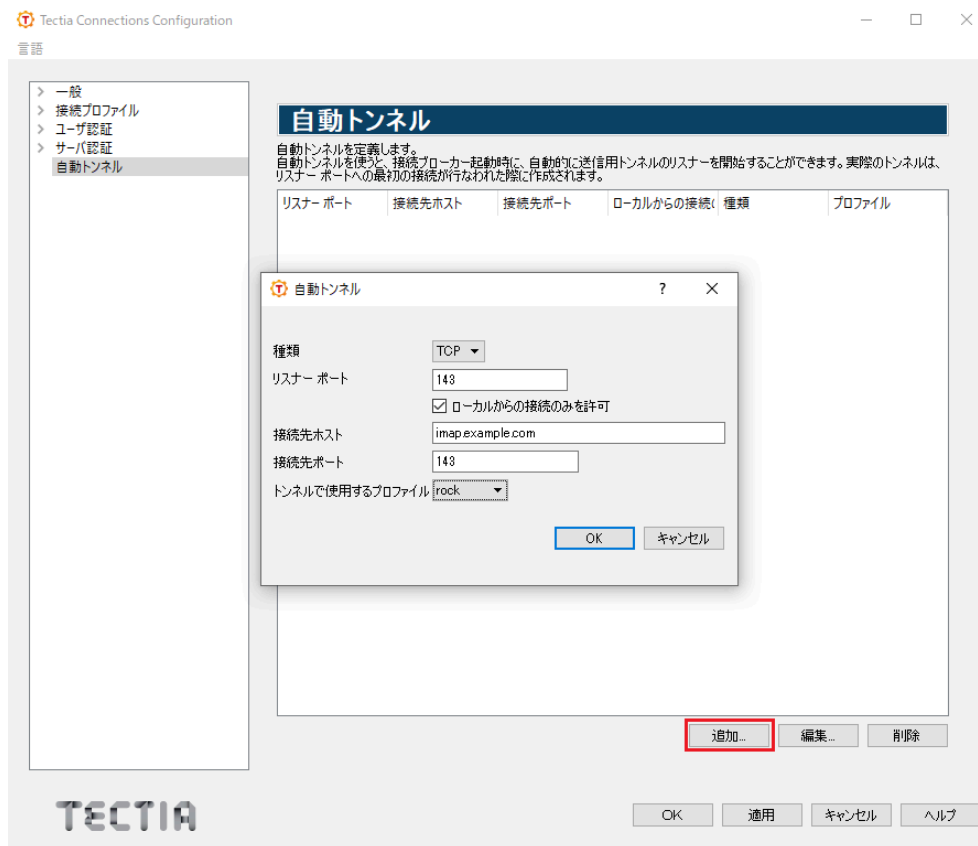 Tectia Connections Configuration
言語
一般
接続プロファイル
ユーザ認証
サーバ認証
自動トンネル
自動トンネル
自動トンネルを定義します。
自動トンネルを使うと、接続ブローカー起動時に、自動的に送信用トンネルのリスナーを開始することができます。実際のトンネルは、
リスナー ポートへの最初の接続が行なわれた際に作成されます。
リスナー ポート 接続先ホスト 接続先ポート ローカルからの接続( 種類 プロファイル
自動トンネル ?
種類 TCP
リスナー ポート 143
ローカルからの接続のみを許可
接続先ホスト imap.example.com
接続先ポート 143
トンネルで使用するプロファイル rock
OK キャンセル
追加... 編集... 削除
TECTIA
OK 適用 キャンセル ヘルプ